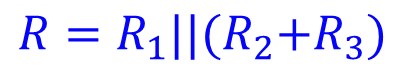 R = R₁||(R₂+R₃)